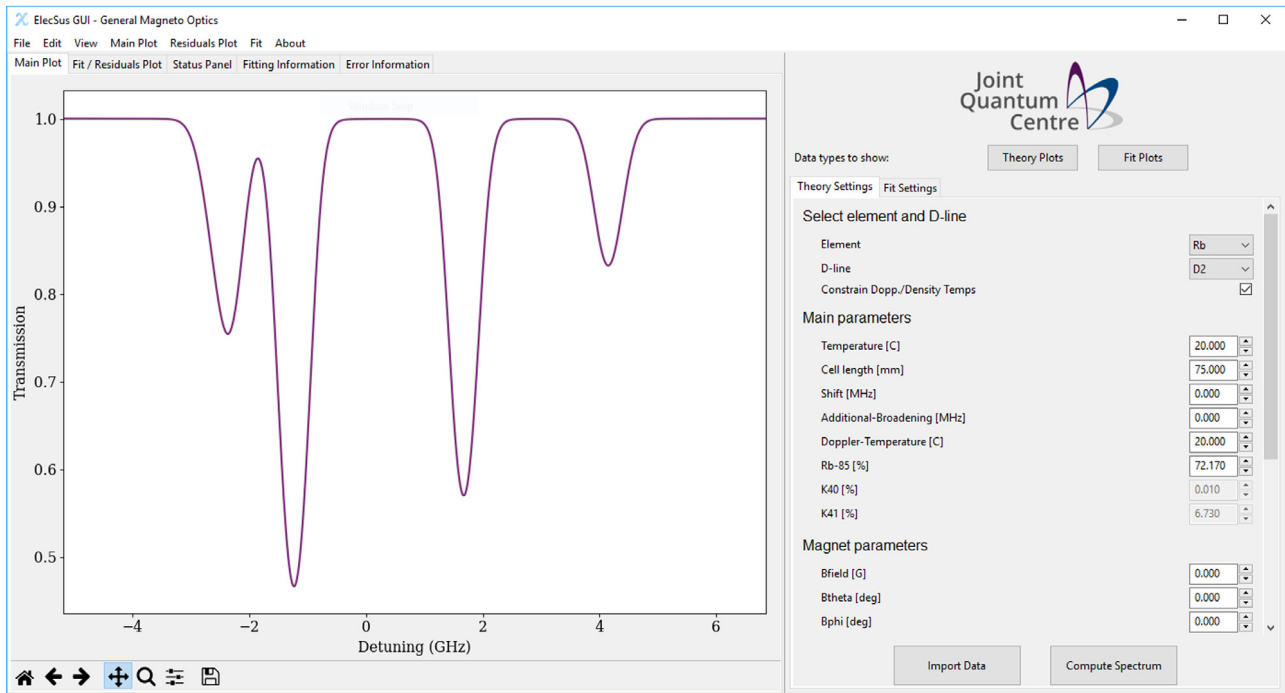 ElecSus GUI - General Magneto Optics
File Edit View Main Plot Residuals Plot Fit About
Main Plot Fit / Residuals Plot Status Panel Fitting Information Error Information
1.0
0.9
0.8
0.7
0.6
0.5
Transmission
−4 −2 0 2 4 6
Detuning (GHz)
Joint
Quantum
Centre
Data types to show: Theory Plots Fit Plots
Theory Settings Fit Settings
Select element and D-line
Element Rb
D-line D2
Constrain Dopp./Density Temps
Main parameters
Temperature [C] 20.000
Cell length [mm] 75.000
Shift [MHz] 0.000
Additional-Broadening [MHz] 0.000
Doppler-Temperature [C] 20.000
Rb-85 [%] 72.170
K40 [%] 0.010
K41 [%] 6.730
Magnet parameters
Bfield [G] 0.000
Btheta [deg] 0.000
Bphi [deg] 0.000
Import Data Compute Spectrum